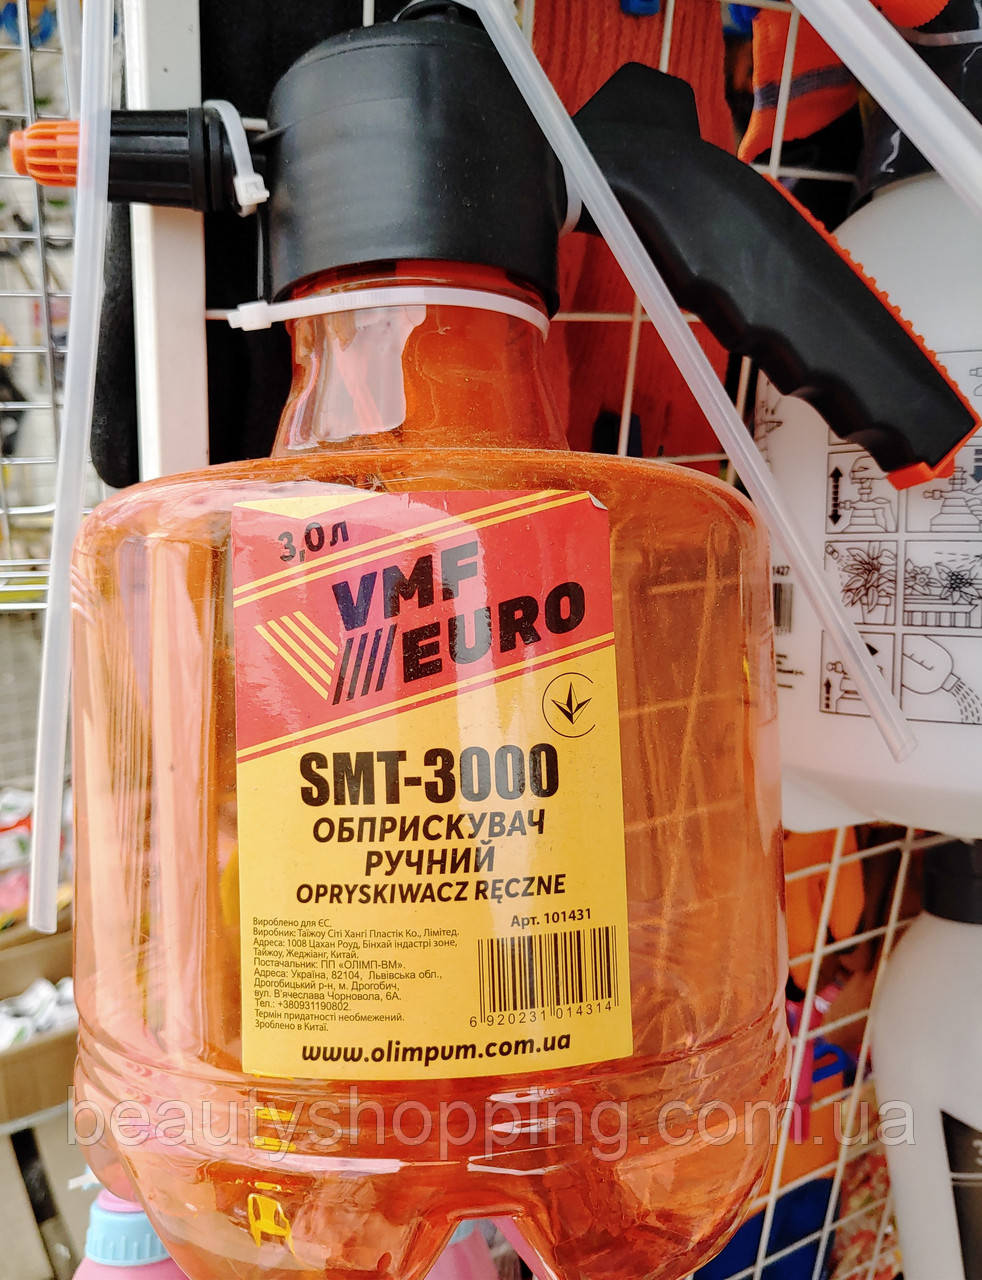 3,0л
VMF
EURO
SMT-3000
ОБПРИСКУВАЧ
РУЧНИЙ
OPRYSKIWACZ RĘCZNE
Арт. 101431
Вироблено для ЄС.
Виробник: Таїжоу Сіті Хангі Пластік Ко., Лімітед.
Адреса: 1008 Цахан Роуд, Бінхай індастрі зоне,
Тайжоу, Жеджіанг, Китай.
Постачальник: ПП «ОЛІМП-ВМ».
Адреса: Україна, 82104, Львівська обл.,
Дрогобицький р-н, м. Дрогобич,
вул. В'ячеслава Чорновола, 6А.
Тел.: +380931190802.
Термін придатності необмежений.
Зроблено в Китаї.
6 920231 014314
www.olimpum.com.ua
1427
beautyshopping.com.ua